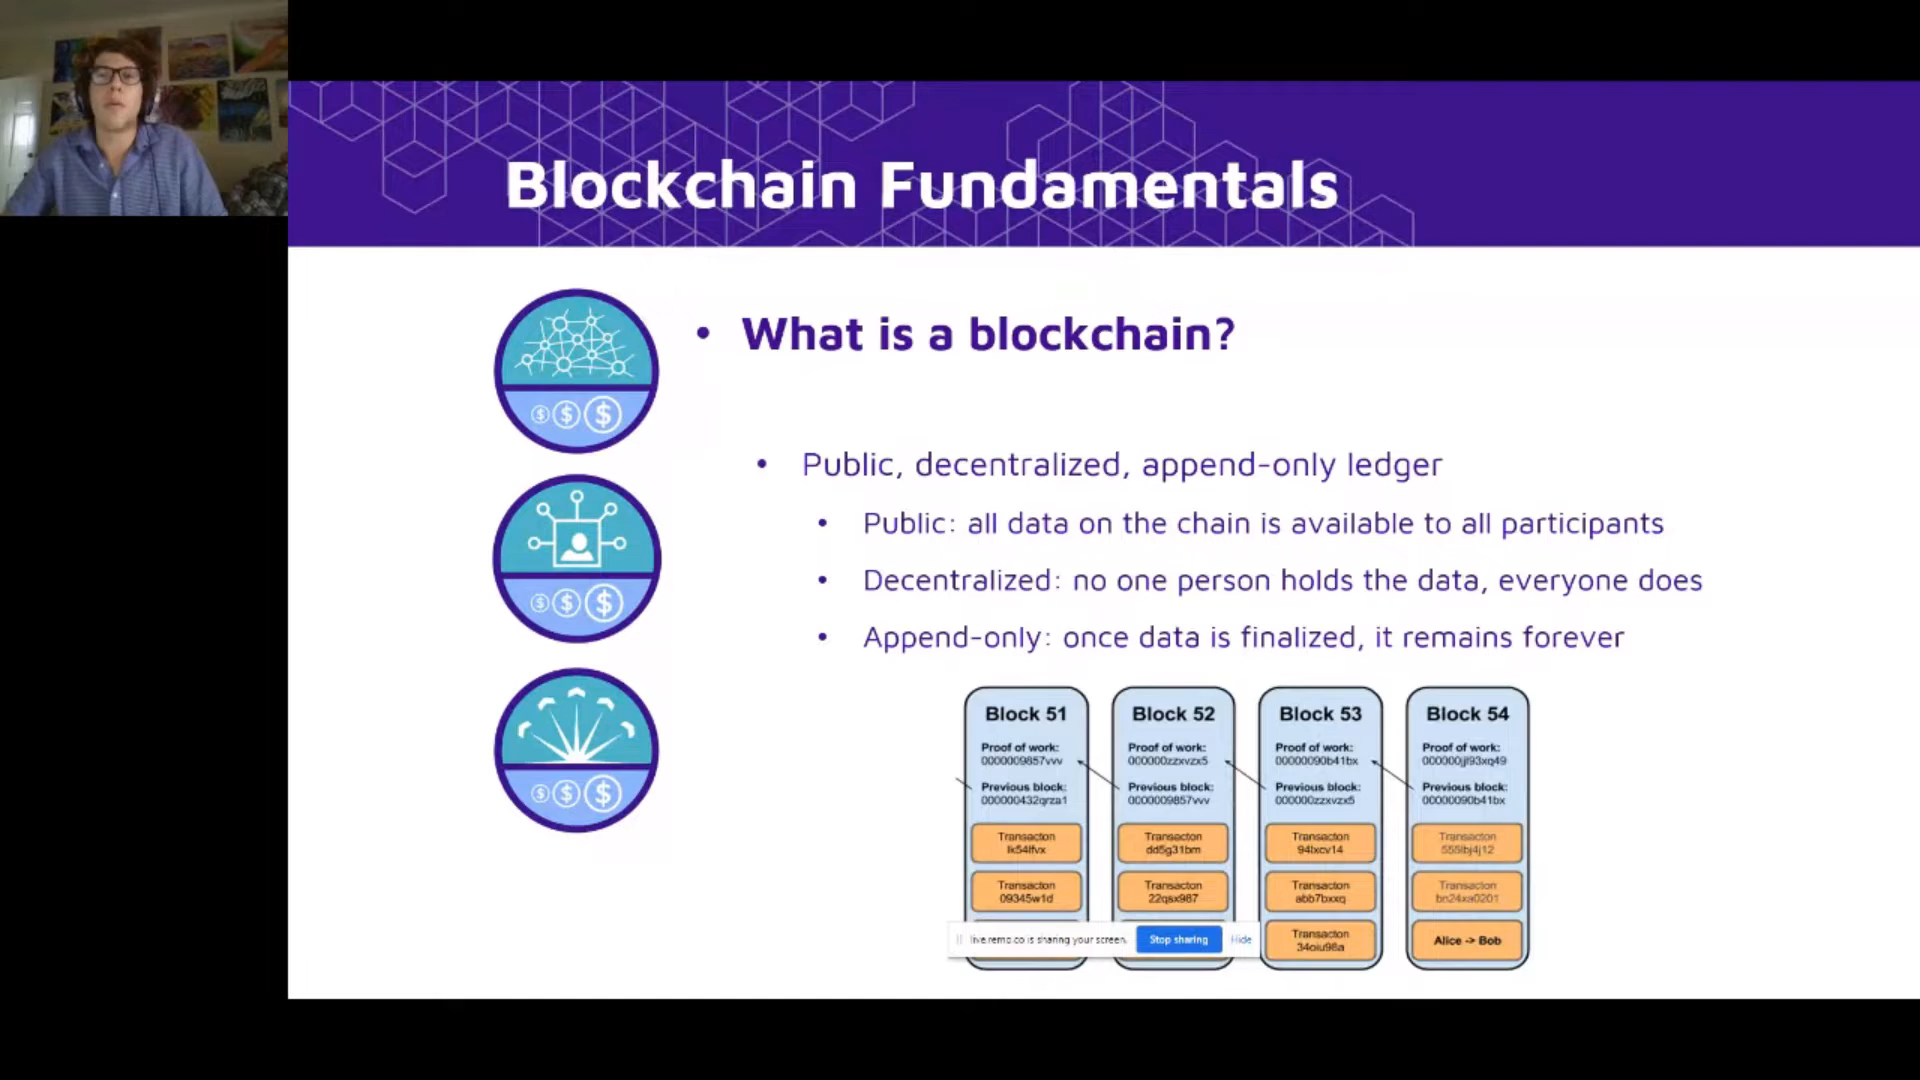 Blockchain Fundamentals
What is a blockchain?
Public, decentralized, append-only ledger
Public: all data on the chain is available to all participants
Decentralized: no one person holds the data, everyone does
Append-only: once data is finalized, it remains forever
Block 51
Proof of work:
0000009857vvv
Previous block:
000000432qrza1
Transacton
lk54lfvx
Transacton
09345w1d
Block 52
Proof of work:
000000zzxvzx5
Previous block:
0000009857vvv
Transacton
dd5g31bm
Transacton
22qsx987
Block 53
Proof of work:
00000090b41bx
Previous block:
000000zzxvzx5
Transacton
94lxcv14
Transacton
abb7bxxq
Transacton
34oiu98a
Block 54
Proof of work:
000000jjl93xq49
Previous block:
00000090b41bx
Transacton
555lbj4j12
Transacton
bn24xa0201
Alice -> Bob
live.remo.co is sharing your screen.
Stop sharing
Hide